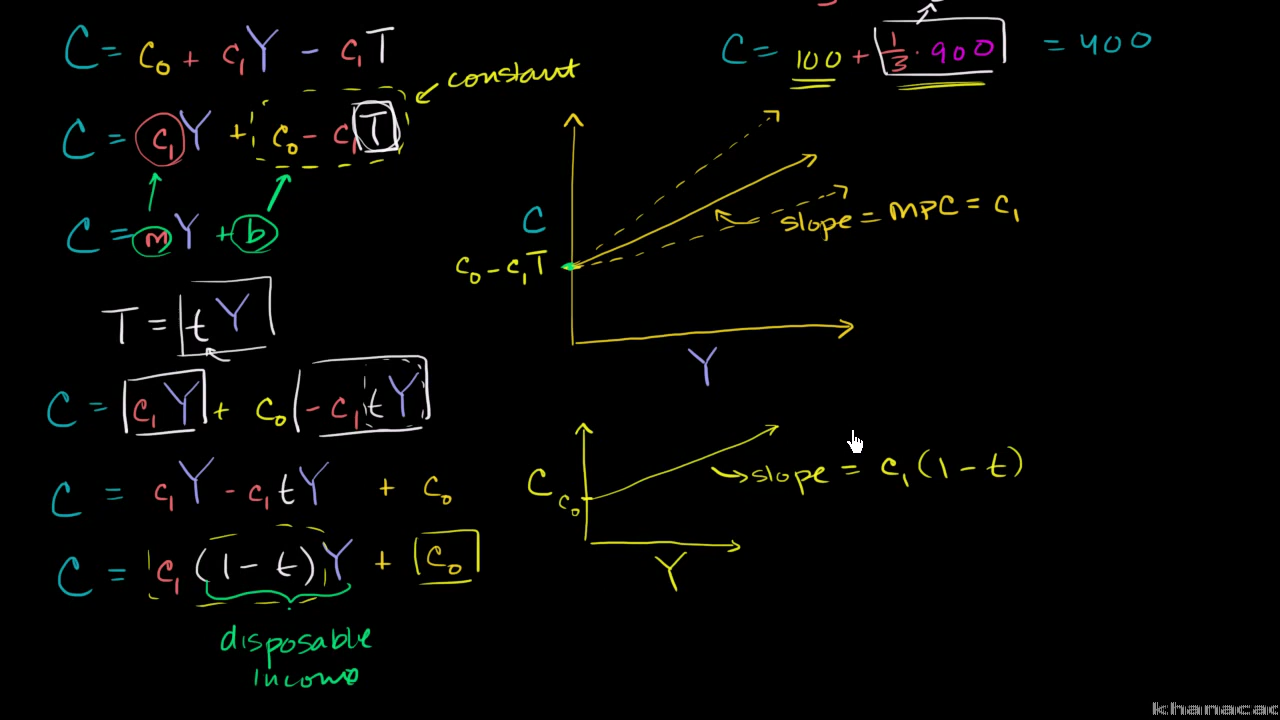 C = c₀ + c₁Y - c₁T
C = 100 + 1/3 · 900 = 400
constant
C = c₁Y + c₀ - c₁T
C = mY + b
C
slope = MPC = c₁
c₀ - c₁T
Y
T = tY
C = c₁Y + c₀ - c₁tY
C = c₁Y - c₁tY + c₀
C
c₀
slope = c₁(1 - t)
Y
C = c₁(1 - t)Y + c₀
disposable
income
khanacad